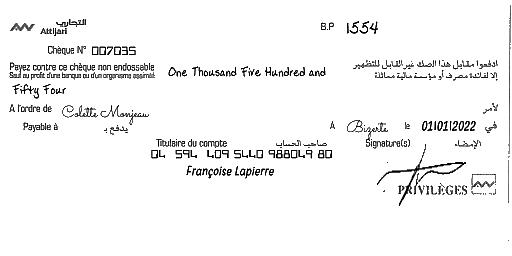 التجاري
Attijari
B.P 1554
Chèque N° 007035
Payez contre ce chèque non endossable
Sauf au profit d'une banque ou d'un organisme assimilé
One Thousand Five Hundred and
ادفعوا مقابل هذا الصك غير القابل للتظهير
إلا لفائدة مصرف أو مؤسسة مالية مماثلة
Fifty Four
A l'ordre de Colette Monjeau لأمر
Payable à يدفع بـ A Bizerte le 01/01/2022 في
Titulaire du compte صاحب الحساب Signature(s) الإمضاء
04 594 409 5440 988049 80
Françoise Lapierre
PRIVILÈGES